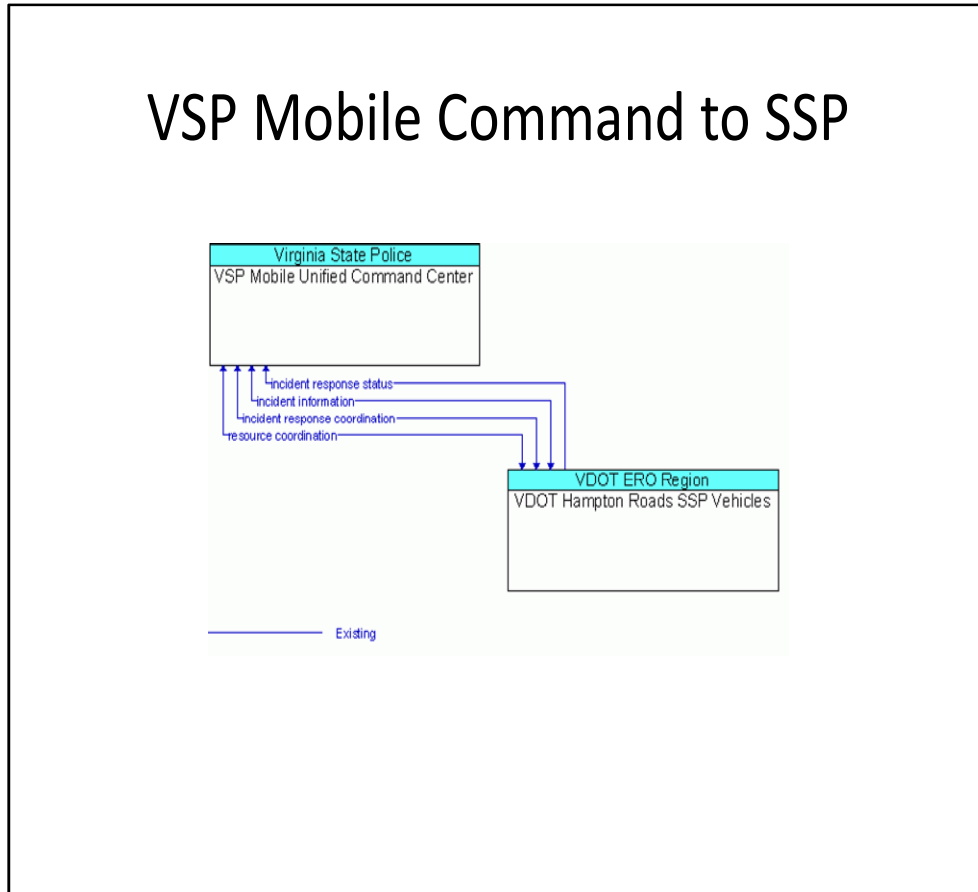 VSP Mobile Command to SSP
Virginia State Police
VSP Mobile Unified Command Center
incident response status
incident information
incident response coordination
resource coordination
VDOT ERO Region
VDOT Hampton Roads SSP Vehicles
Existing